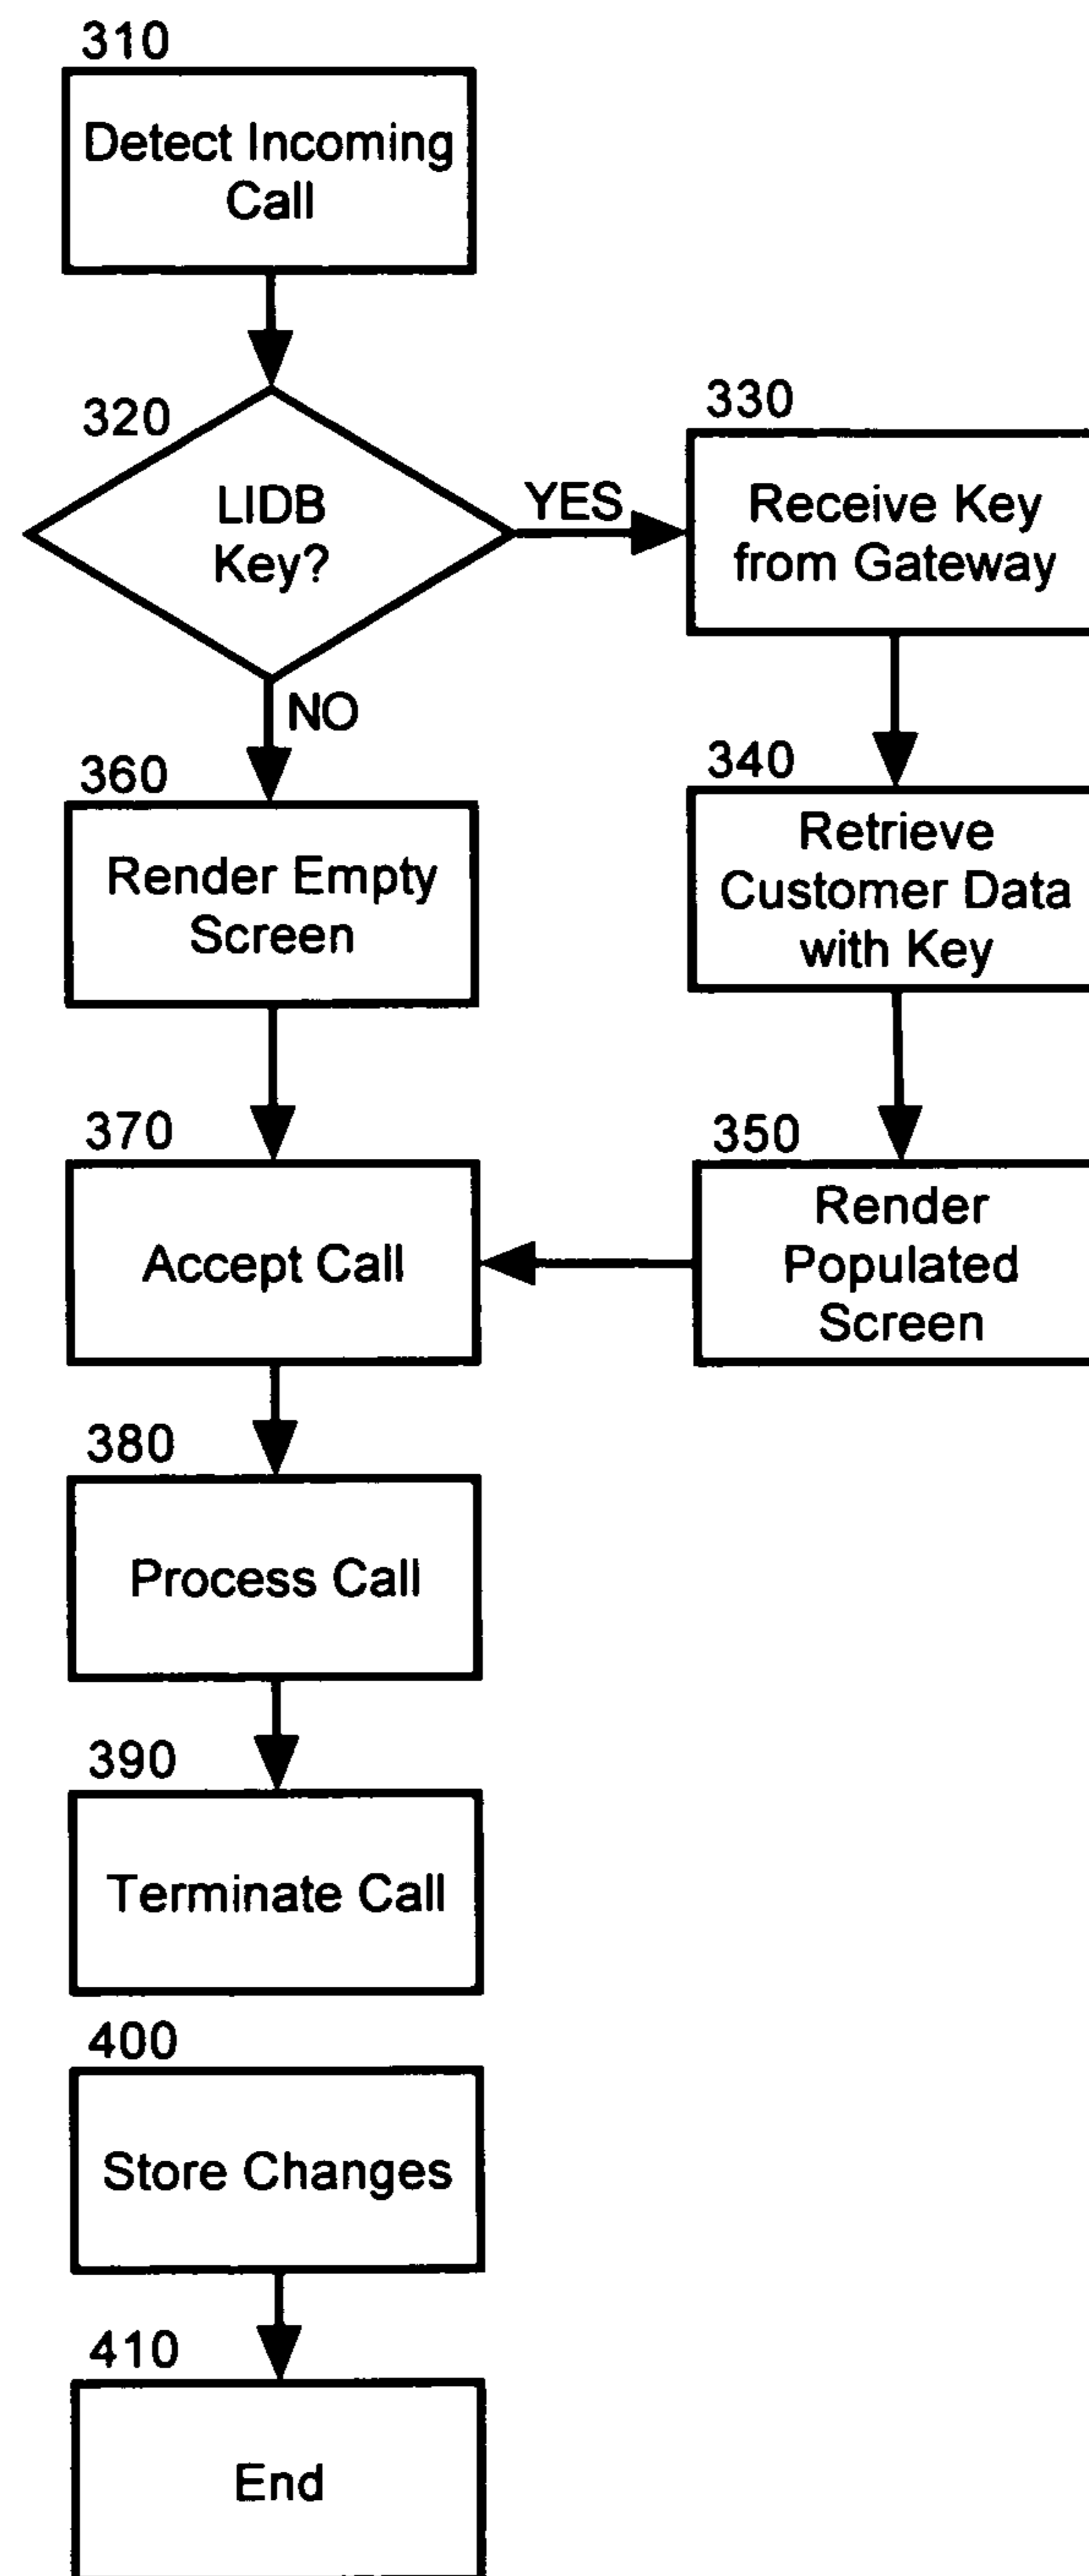 310
Detect Incoming
Call
320
LIDB
Key?
YES
NO
330
Receive Key
from Gateway
340
Retrieve
Customer Data
with Key
350
Render
Populated
Screen
360
Render Empty
Screen
370
Accept Call
380
Process Call
390
Terminate Call
400
Store Changes
410
End